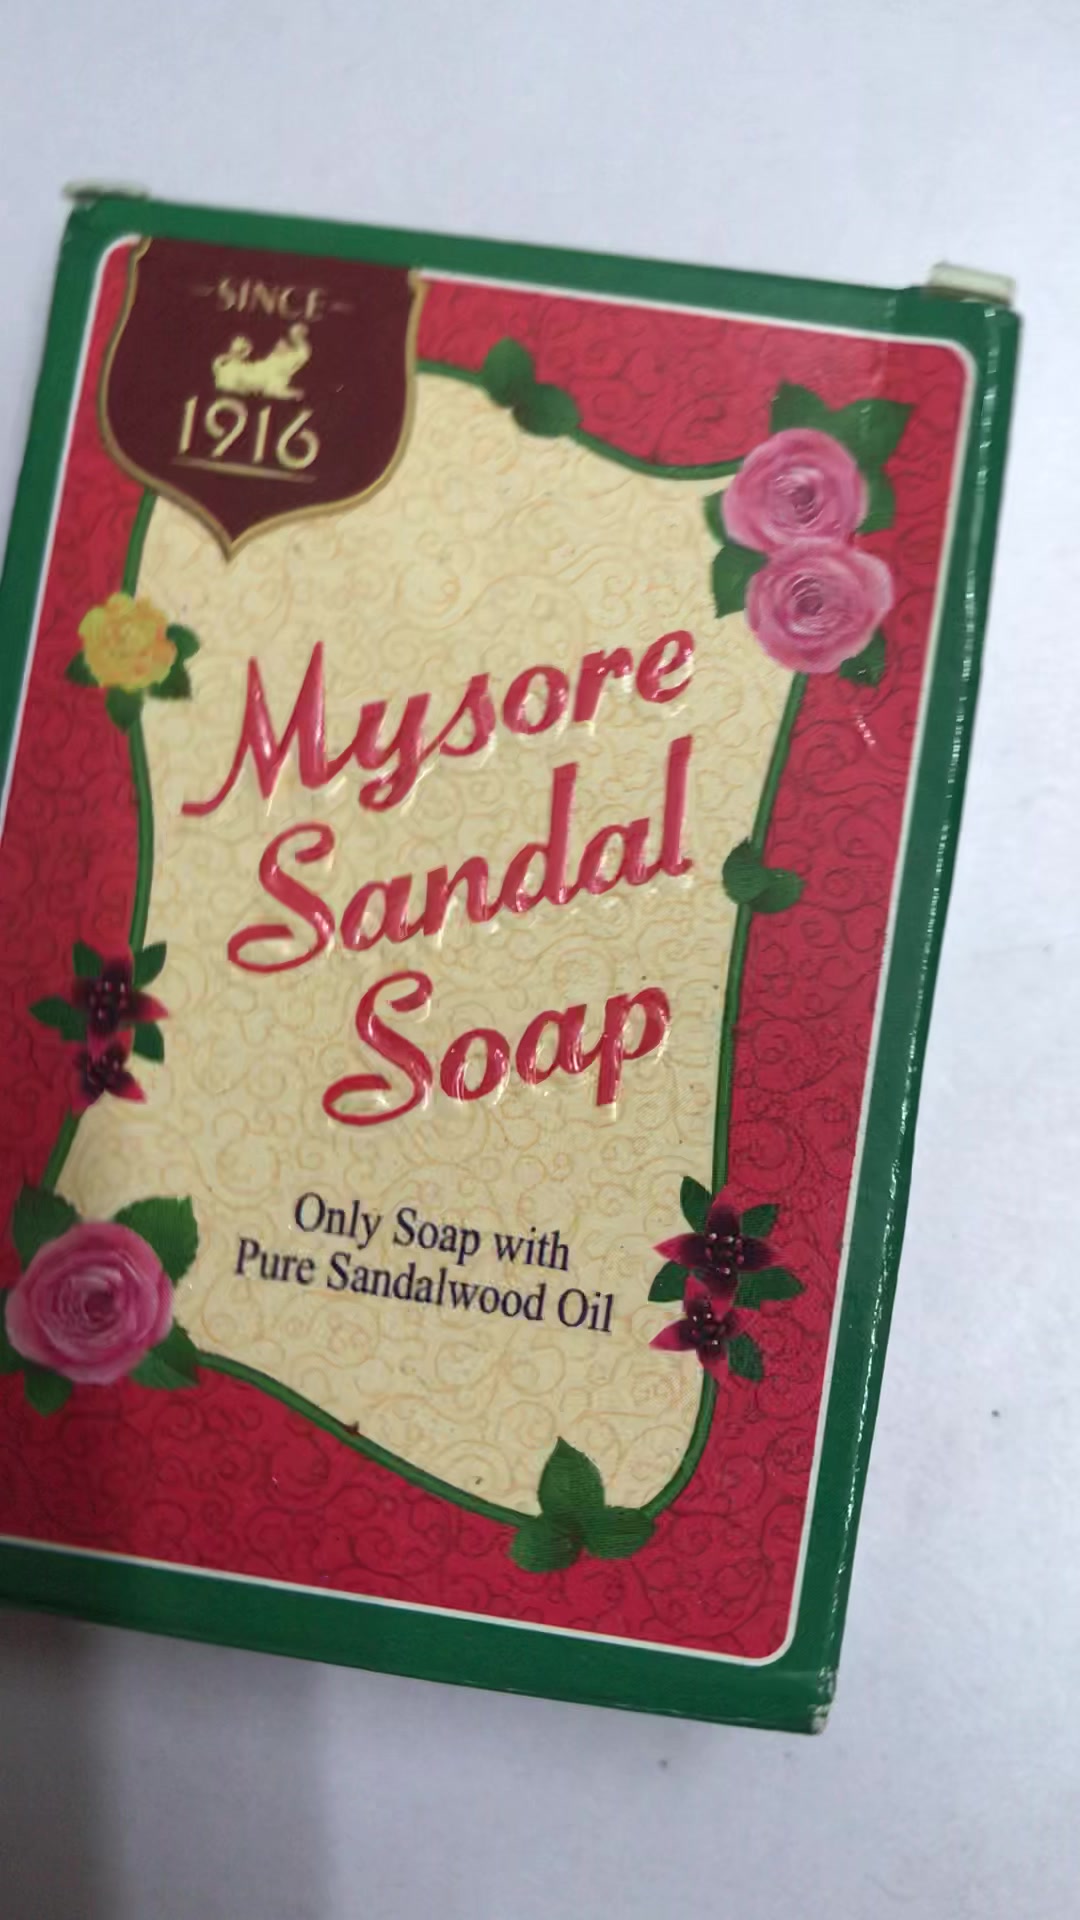 -SINCE-
1916
Mysore
Sandal
Soap
Only Soap with
Pure Sandalwood Oil